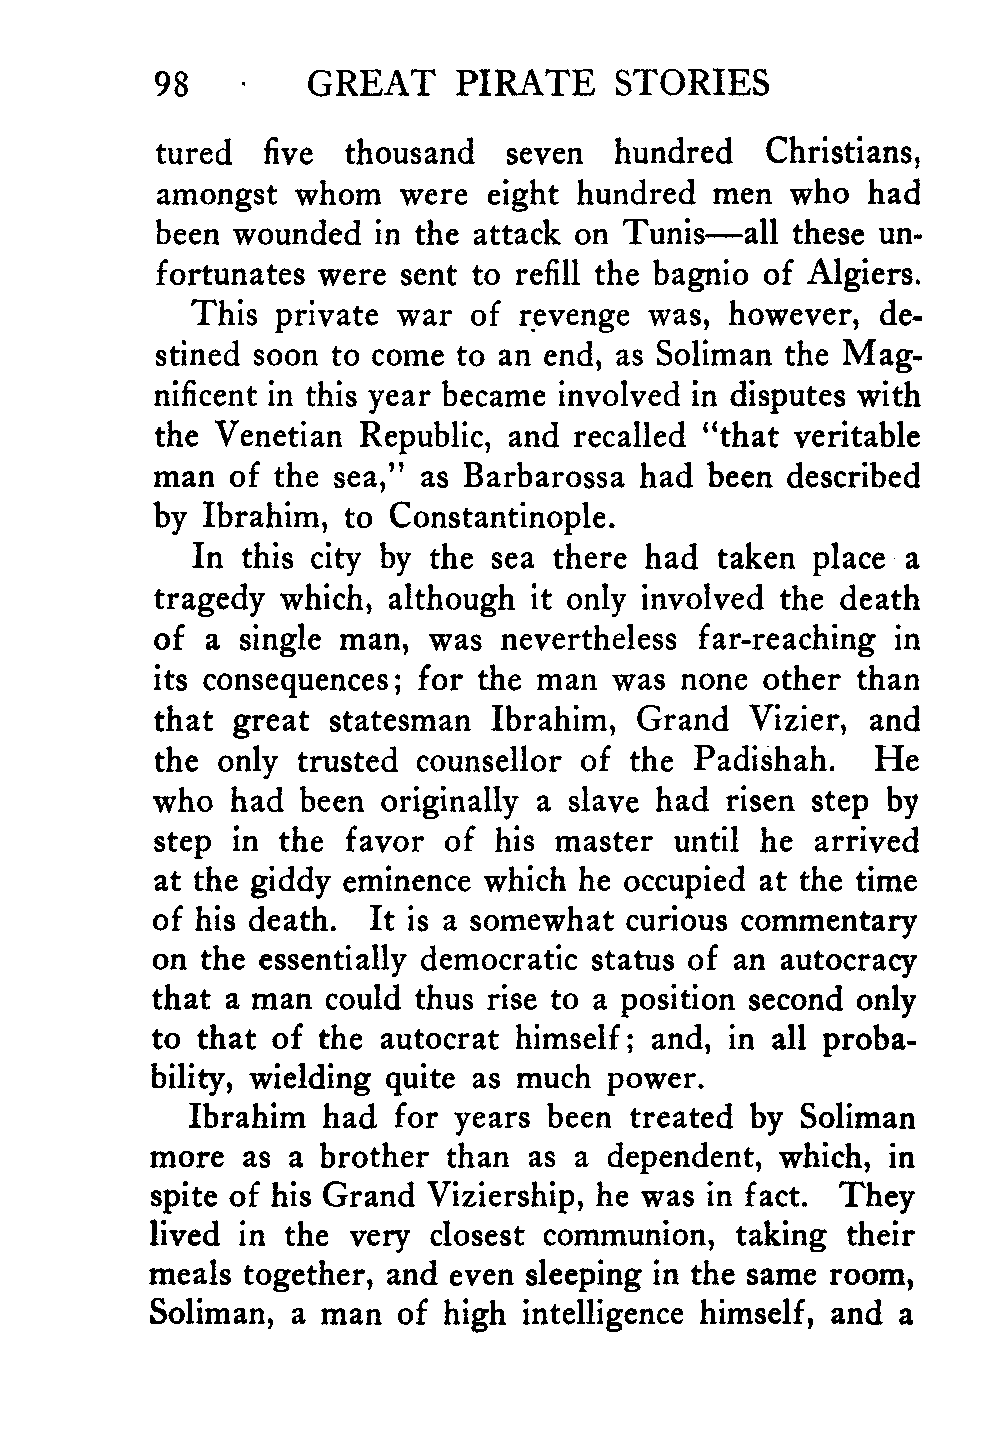 98 GREAT PIRATE STORIES
tured five thousand seven hundred Christians,
amongst whom were eight hundred men who had
been wounded in the attack on Tunis—all these un-
fortunates were sent to refill the bagnio of Algiers.
This private war of revenge was, however, de-
stined soon to come to an end, as Soliman the Mag-
nificent in this year became involved in disputes with
the Venetian Republic, and recalled "that veritable
man of the sea," as Barbarossa had been described
by Ibrahim, to Constantinople.
In this city by the sea there had taken place a
tragedy which, although it only involved the death
of a single man, was nevertheless far-reaching in
its consequences; for the man was none other than
that great statesman Ibrahim, Grand Vizier, and
the only trusted counsellor of the Padishah. He
who had been originally a slave had risen step by
step in the favor of his master until he arrived
at the giddy eminence which he occupied at the time
of his death. It is a somewhat curious commentary
on the essentially democratic status of an autocracy
that a man could thus rise to a position second only
to that of the autocrat himself; and, in all proba-
bility, wielding quite as much power.
Ibrahim had for years been treated by Soliman
more as a brother than as a dependent, which, in
spite of his Grand Viziership, he was in fact. They
lived in the very closest communion, taking their
meals together, and even sleeping in the same room,
Soliman, a man of high intelligence himself, and a